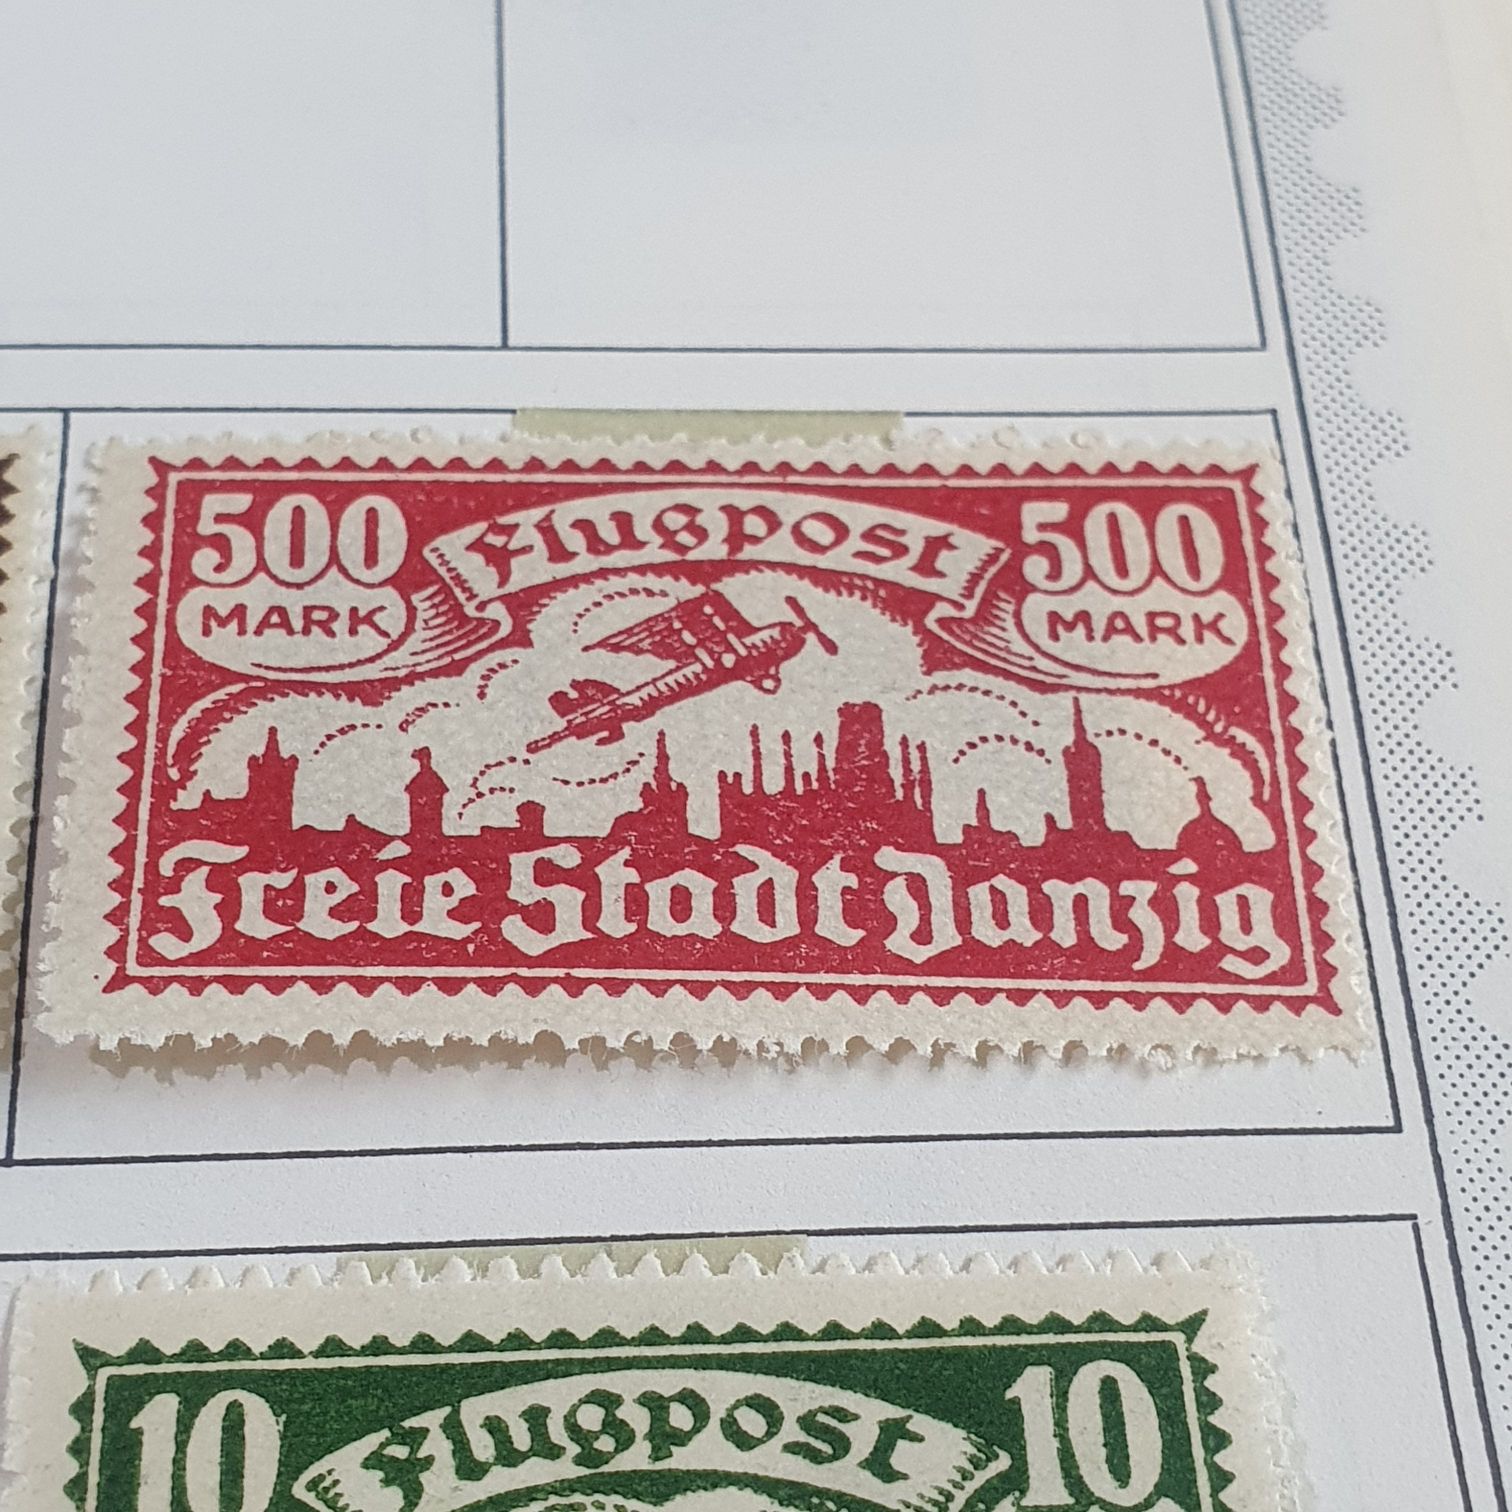 500 Flugpost 500
MARK MARK
Freie Stadt Danzig
10 Flugpost 10